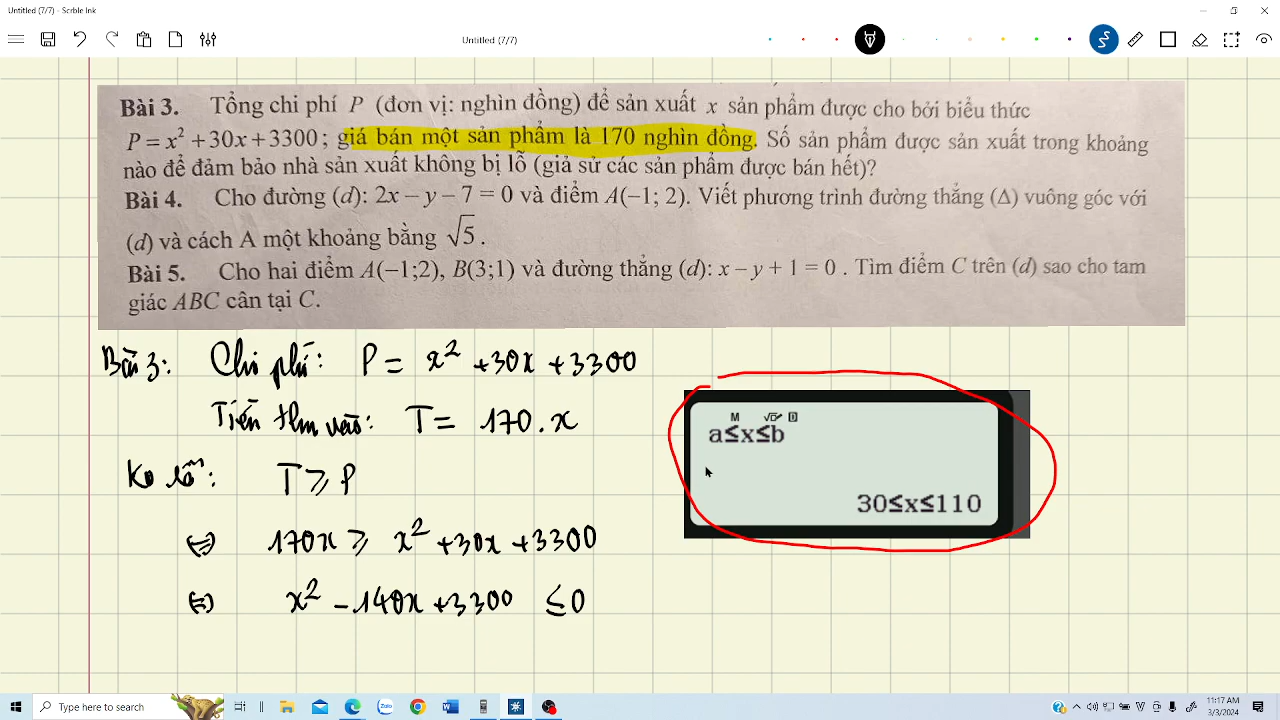 Untitled (7/7) - Scrble Ink
Untitled (7/7)
Bài 3. Tổng chi phí P (đơn vị: nghìn đồng) để sản xuất x sản phẩm được cho bởi biểu thức
P = x² + 30x + 3300; giá bán một sản phẩm là 170 nghìn đồng. Số sản phẩm được sản xuất trong khoảng
nào để đảm bảo nhà sản xuất không bị lỗ (giả sử các sản phẩm được bán hết)?
Bài 4. Cho đường (d): 2x − y − 7 = 0 và điểm A(−1; 2). Viết phương trình đường thẳng (Δ) vuông góc với
(d) và cách A một khoảng bằng √5.
Bài 5. Cho hai điểm A(−1;2), B(3;1) và đường thẳng (d): x − y + 1 = 0. Tìm điểm C trên (d) sao cho tam
giác ABC cân tại C.
Bài 3: Chi phí: P = x² + 30x + 3300
Tiền thu vào: T = 170.x
Ko lỗ: T ≥ P
⇔ 170x ≥ x² + 30x + 3300
⇔ x² − 140x + 3300 ≤ 0
M √ D
a≤x≤b
30≤x≤110
Type here to search
Zalo
11:17 AM
3/3/2024